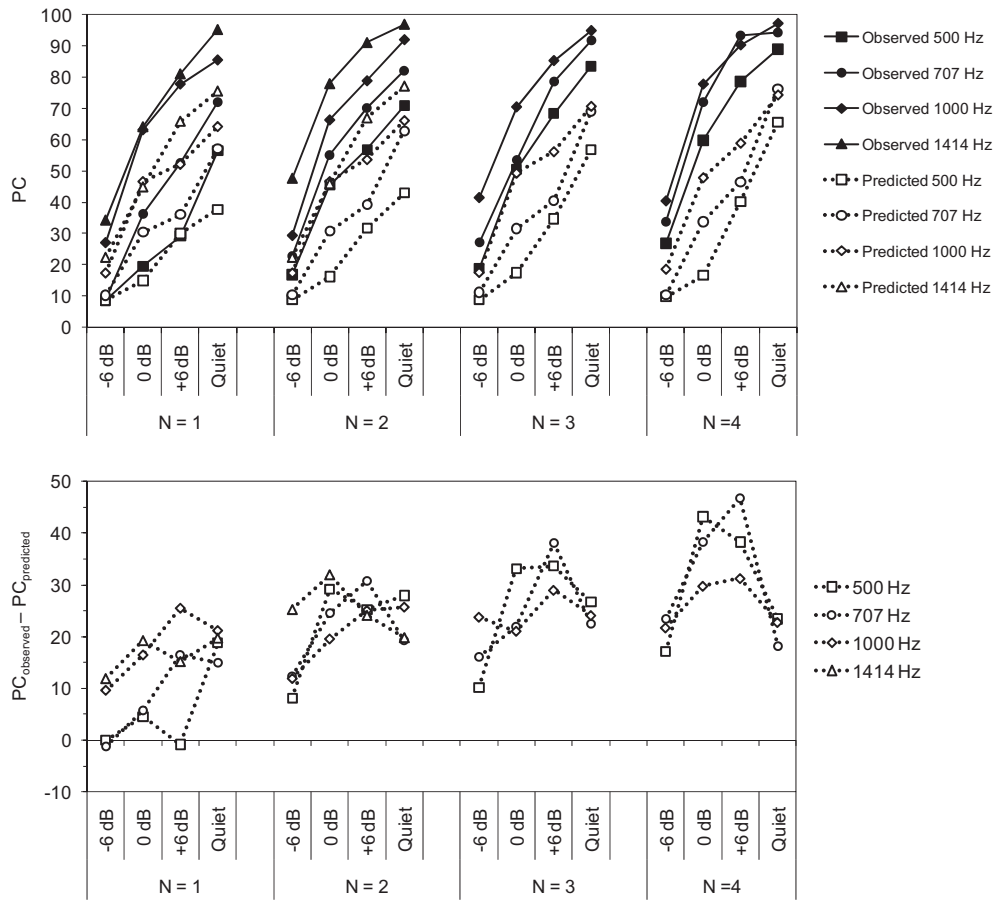 100
90
80
70
60
50
40
30
20
10
0
PC
-6 dB
0 dB
+6 dB
Quiet
-6 dB
0 dB
+6 dB
Quiet
-6 dB
0 dB
+6 dB
Quiet
-6 dB
0 dB
+6 dB
Quiet
N = 1
N = 2
N = 3
N =4
Observed 500 Hz
Observed 707 Hz
Observed 1000 Hz
Observed 1414 Hz
Predicted 500 Hz
Predicted 707 Hz
Predicted 1000 Hz
Predicted 1414 Hz
50
40
30
20
10
0
-10
PCobserved – PCpredicted
-6 dB
0 dB
+6 dB
Quiet
-6 dB
0 dB
+6 dB
Quiet
-6 dB
0 dB
+6 dB
Quiet
-6 dB
0 dB
+6 dB
Quiet
N = 1
N = 2
N = 3
N =4
500 Hz
707 Hz
1000 Hz
1414 Hz